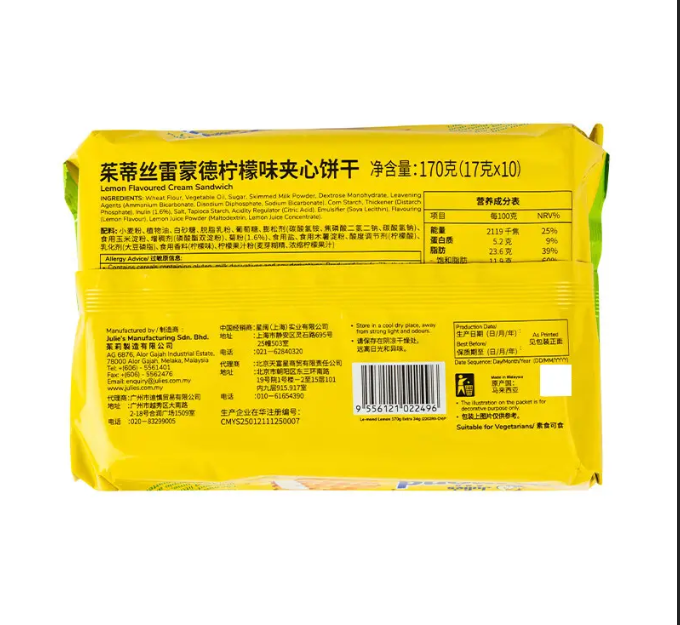 茱蒂丝雷蒙德柠檬味夹心饼干 净含量:170克(17克x10)
Lemon Flavoured Cream Sandwich
INGREDIENTS: Wheat Flour, Vegetable Oil, Sugar, Skimmed Milk Powder, Dextrose Monohydrate, Leavening
Agents (Ammonium Bicarbonate, Disodium Diphosphate, Sodium Bicarbonate), Corn Starch, Thickener (Distarch
Phosphate), Inulin (1.6%), Salt, Tapioca Starch, Acidity Regulator (Citric Acid), Emulsifier (Soya Lecithin), Flavouring
(Lemon Flavour), Lemon Juice Powder (Maltodextrin, Lemon Juice Concentrate).
配料: 小麦粉、植物油、白砂糖、脱脂乳粉、葡萄糖、膨松剂(碳酸氢铵、焦磷酸二氢二钠、碳酸氢钠)、
食用玉米淀粉、增稠剂(磷酸酯双淀粉)、菊粉(1.6%)、食用盐、食用木薯淀粉、酸度调节剂(柠檬酸)、
乳化剂(大豆磷脂)、食用香料(柠檬味)、柠檬果汁粉(麦芽糊精、浓缩柠檬果汁)
Allergy Advice/ 过敏质信息:
营养成分表
项目 每100克 NRV%
能量 2119 千焦 25%
蛋白质 5.2 克 9%
脂肪 23.6 克 39%
饱和脂肪
Manufactured by / 制造商 :
Julie's Manufacturing Sdn. Bhd.
茱莉製造有限公司
AG 6876, Alor Gajah Industrial Estate,
78000 Alor Gajah, Melaka, Malaysia
Tel: +(606) - 5561401
Fax: +(606) - 5562476
Email: enquiry@julies.com.my
www.julies.com.my
代理商:广州市道慎贸易有限公司
地址 :广州市越秀区大南路
2-18号合润广场1509室
电话 :020-83299005
中国经销商:星阁(上海)实业有限公司
地址 :上海市静安区灵石路695号
25幢503室
电话 :021-62840320
代理商 :北京天富星商贸有限责任公司
地址 :北京市朝阳区东三环南路
19号院1号楼-2至15层101
内九层915,917室
电话 :010-61654390
生产企业在华注册编号:
CMYS25012111250007
• Store in a cool dry place, away
from strong light and odours.
• 请保存在阴凉干燥处,
远离日光和异味。
9 556121 022496
Production Date/
生产日期 (日/月/年):
Best Before/
保质期至 (日/月/年):
As Printed
见包装正面
Date Sequence: Day/Month/Year (DD/MM/YYYY)
Made in Malaysia
原产国:
马来西亚
• The illustration on the packet is for
decorative purpose only.
• 包装上图片仅供参考。
Suitable for Vegetarians/ 素食可食